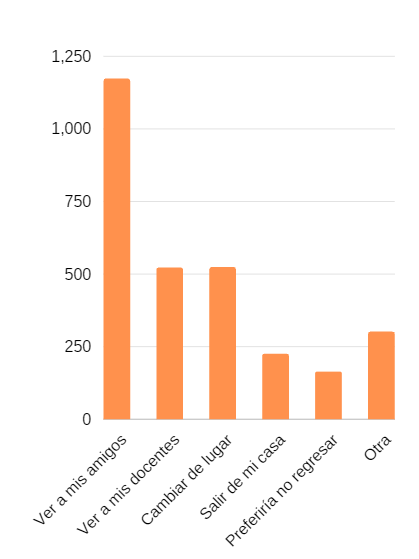 1,250
1,000
750
500
250
0
Ver a mis amigos
Ver a mis docentes
Cambiar de lugar
Salir de mi casa
Preferiría no regresar
Otra